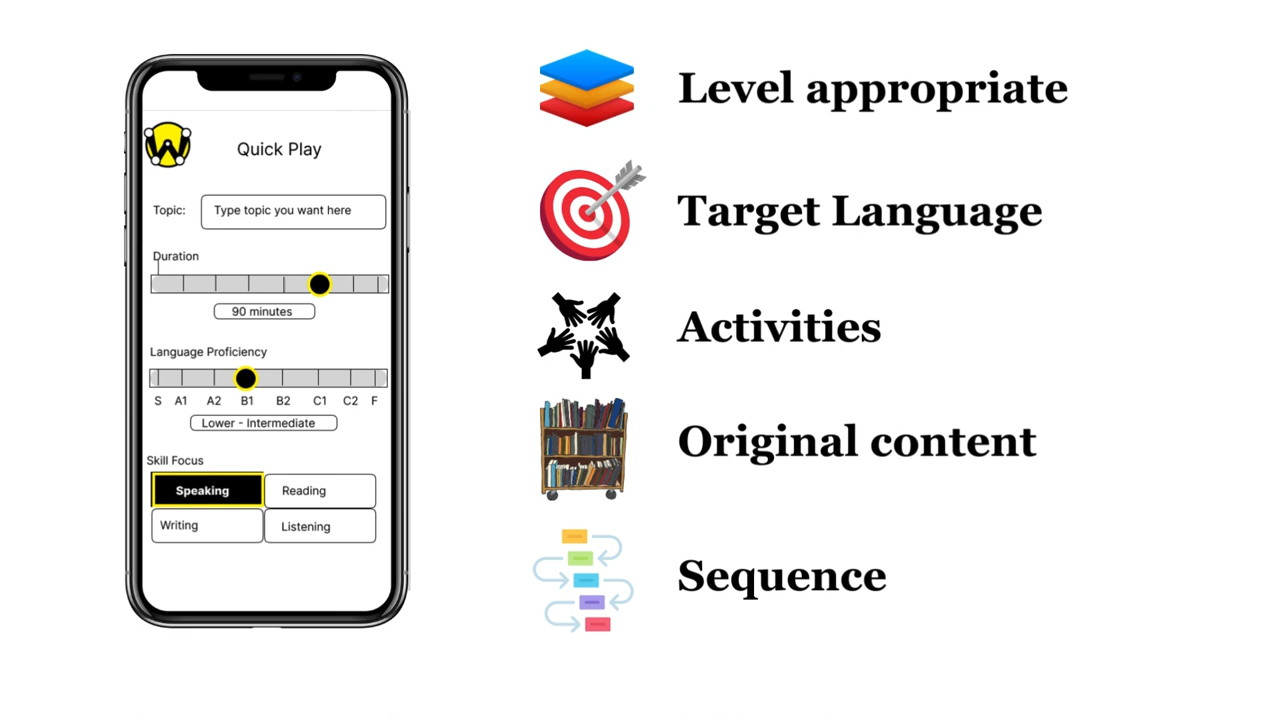 Quick Play
Topic:
Type topic you want here
Duration
90 minutes
Language Proficiency
S A1 A2 B1 B2 C1 C2 F
Lower - Intermediate
Skill Focus
Speaking
Reading
Writing
Listening
Level appropriate
Target Language
Activities
Original content
Sequence